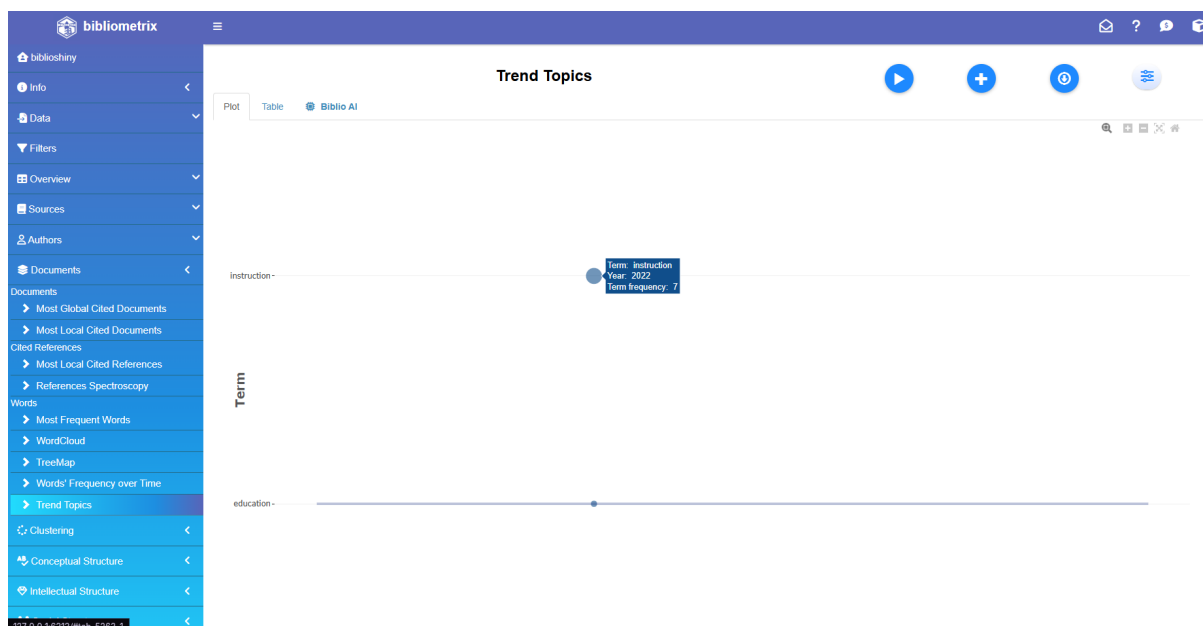 bibliometrix
biblioshiny
Info
Data
Filters
Overview
Sources
Authors
Documents
Documents
Most Global Cited Documents
Most Local Cited Documents
Cited References
Most Local Cited References
References Spectroscopy
Words
Most Frequent Words
WordCloud
TreeMap
Words' Frequency over Time
Trend Topics
Clustering
Conceptual Structure
Intellectual Structure
Trend Topics
Plot Table Biblio AI
instruction
Term: instruction
Year: 2022
Term frequency: 7
Term
education